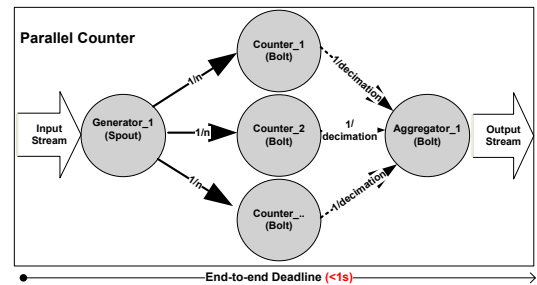 Parallel Counter
Counter_1
(Bolt)
1/n
1/decimation
Input
Stream
Generator_1
(Spout)
1/n
Counter_2
(Bolt)
1/
decimation
Aggregator_1
(Bolt)
Output
Stream
1/n
1/decimation
Counter_..
(Bolt)
End-to-end Deadline (<1s)